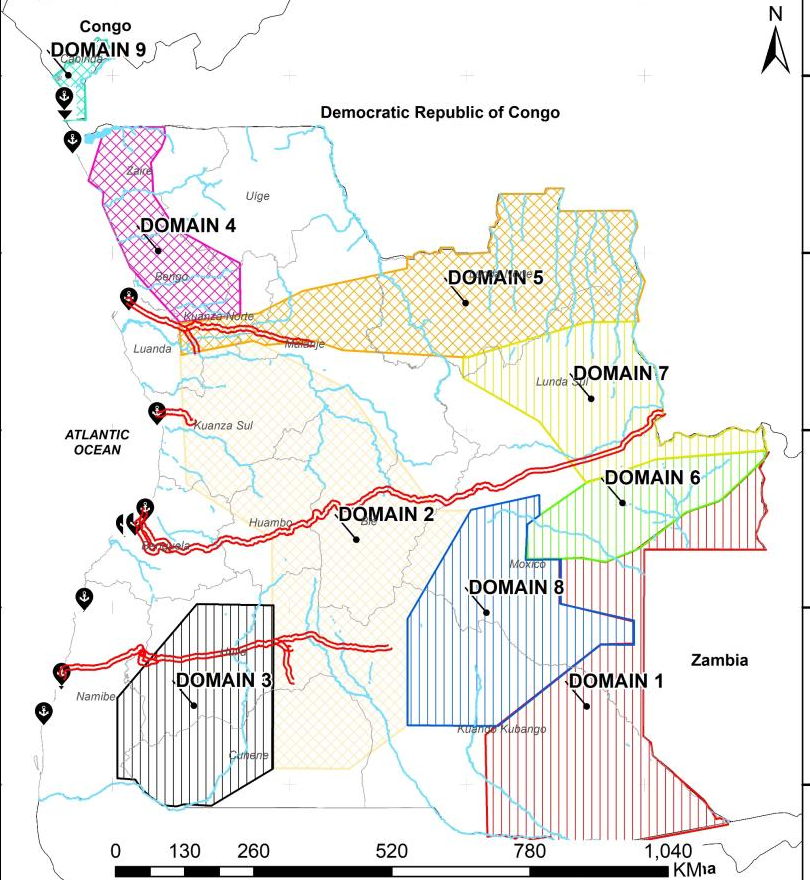 N
Congo
DOMAIN 9
Cabinda
Democratic Republic of Congo
Zaire
Uige
DOMAIN 4
Bengo
DOMAIN 5
Kuanza Norte
Malanje
Luanda
DOMAIN 7
Lunda Sul
Kuanza Sul
ATLANTIC
OCEAN
DOMAIN 6
Huambo
DOMAIN 2
Bie
Benguela
Moxico
DOMAIN 8
Huila
Zambia
DOMAIN 3
DOMAIN 1
Namibe
Kuando Kubango
Cunene
0 130 260 520 780 1,040
KM